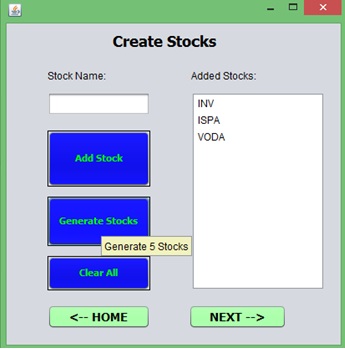 Create Stocks
Stock Name:
Added Stocks:
INV
ISPA
VODA
Add Stock
Generate Stocks
Generate 5 Stocks
Clear All
<-- HOME
NEXT -->